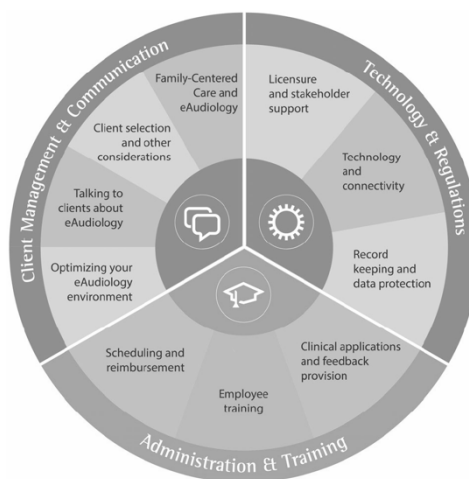 Client Management & Communication
Family-Centered
Care and
eAudiology
Client selection
and other
considerations
Talking to
clients about
eAudiology
Optimizing your
eAudiology
environment
Technology & Regulations
Licensure
and stakeholder
support
Technology
and
connectivity
Record
keeping and
data protection
Administration & Training
Scheduling and
reimbursement
Employee
training
Clinical applications
and feedback
provision